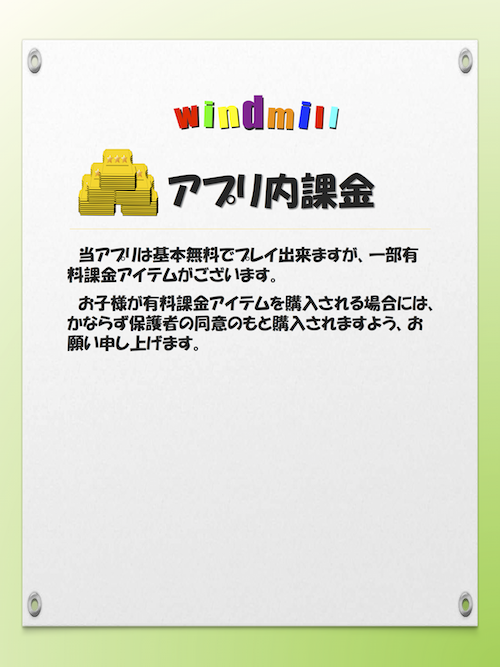 windmill
アプリ内課金
当アプリは基本無料でプレイ出来ますが、一部有
料課金アイテムがございます。
お子様が有料課金アイテムを購入される場合には、
かならず保護者の同意のもと購入されますよう、お
願い申し上げます。